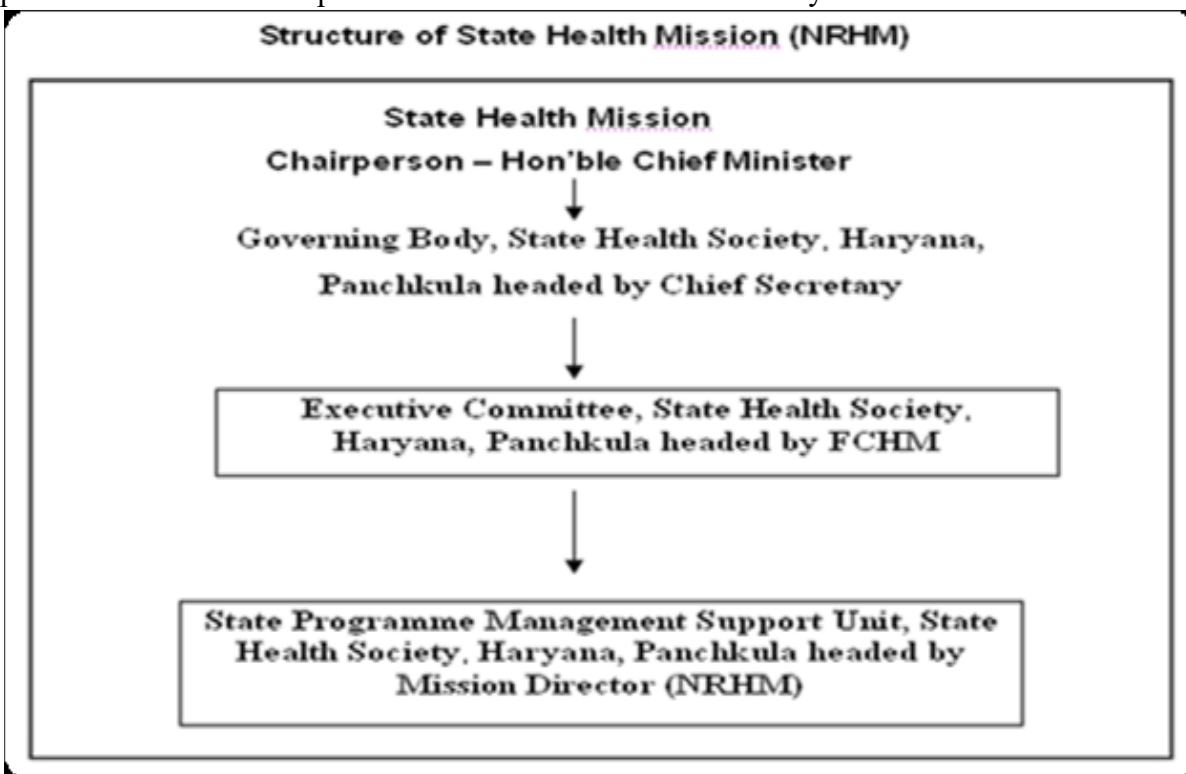 Structure of State Health Mission (NRHM)
State Health Mission
Chairperson – Hon'ble Chief Minister
Governing Body, State Health Society, Haryana,
Panchkula headed by Chief Secretary
Executive Committee, State Health Society,
Haryana, Panchkula headed by FCHM
State Programme Management Support Unit, State
Health Society, Haryana, Panchkula headed by
Mission Director (NRHM)